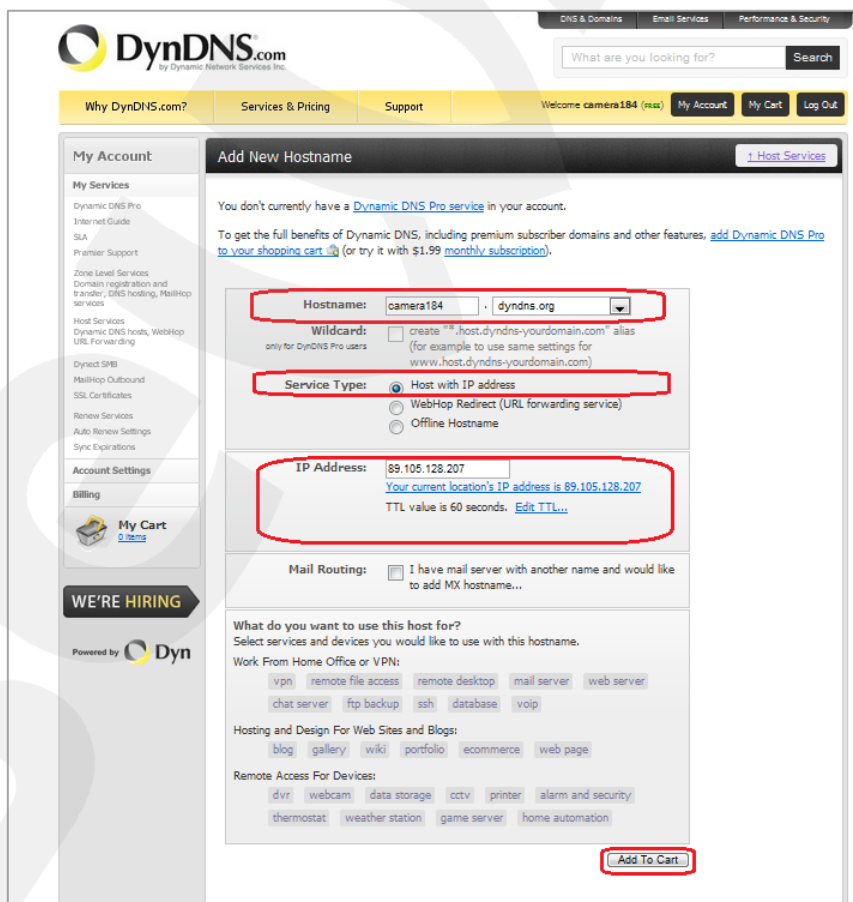 DNS & Domains Email Services Performance & Security
DynDNS.com
by Dynamic Network Services Inc.
What are you looking for? Search
Why DynDNS.com? Services & Pricing Support Welcome camera184 (FREE) My Account My Cart Log Out
My Account
My Services
Dynamic DNS Pro
Internet Guide
SLA
Premier Support
Zone Level Services
Domain registration and
transfer, DNS hosting, MailHop
services
Host Services
Dynamic DNS hosts, WebHop
URL Forwarding
Dynect SMB
MailHop Outbound
SSL Certificates
Renew Services
Auto Renew Settings
Sync Expirations
Account Settings
Billing
My Cart
0 items
WE'RE HIRING
Powered by Dyn
Add New Hostname ↑ Host Services
You don't currently have a Dynamic DNS Pro service in your account.
To get the full benefits of Dynamic DNS, including premium subscriber domains and other features, add Dynamic DNS Pro
to your shopping cart (or try it with $1.99 monthly subscription).
Hostname: camera184 . dyndns.org
Wildcard: create "*.host.dyndns-yourdomain.com" alias
only for DynDNS Pro users (for example to use same settings for
www.host.dyndns-yourdomain.com)
Service Type: Host with IP address
WebHop Redirect (URL forwarding service)
Offline Hostname
IP Address: 89.105.128.207
Your current location's IP address is 89.105.128.207
TTL value is 60 seconds. Edit TTL...
Mail Routing: I have mail server with another name and would like
to add MX hostname...
What do you want to use this host for?
Select services and devices you would like to use with this hostname.
Work From Home Office or VPN:
vpn remote file access remote desktop mail server web server
chat server ftp backup ssh database voip
Hosting and Design For Web Sites and Blogs:
blog gallery wiki portfolio ecommerce web page
Remote Access For Devices:
dvr webcam data storage cctv printer alarm and security
thermostat weather station game server home automation
Add To Cart